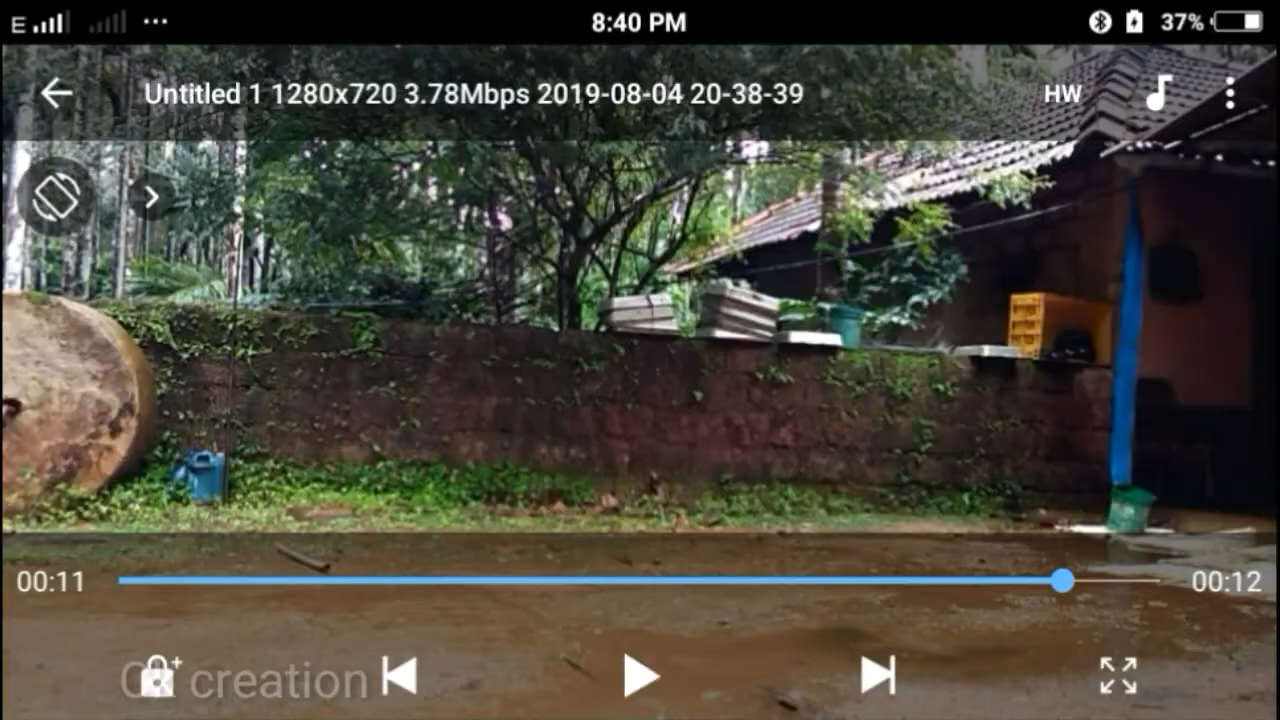 E 8:40 PM 37%
Untitled 1 1280x720 3.78Mbps 2019-08-04 20-38-39 HW
00:11 00:12
creation